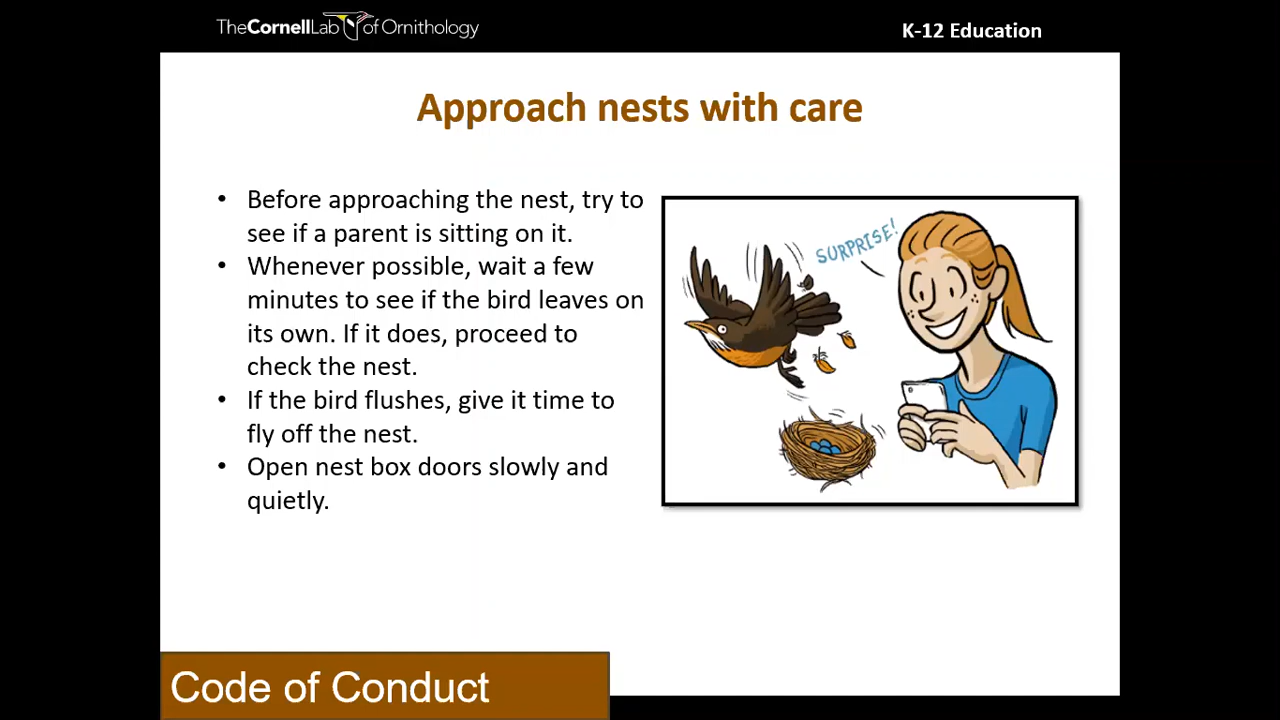 TheCornellLab of Ornithology
K-12 Education
Approach nests with care
• Before approaching the nest, try to
see if a parent is sitting on it.
• Whenever possible, wait a few
minutes to see if the bird leaves on
its own. If it does, proceed to
check the nest.
• If the bird flushes, give it time to
fly off the nest.
• Open nest box doors slowly and
quietly.
SURPRISE!
Code of Conduct